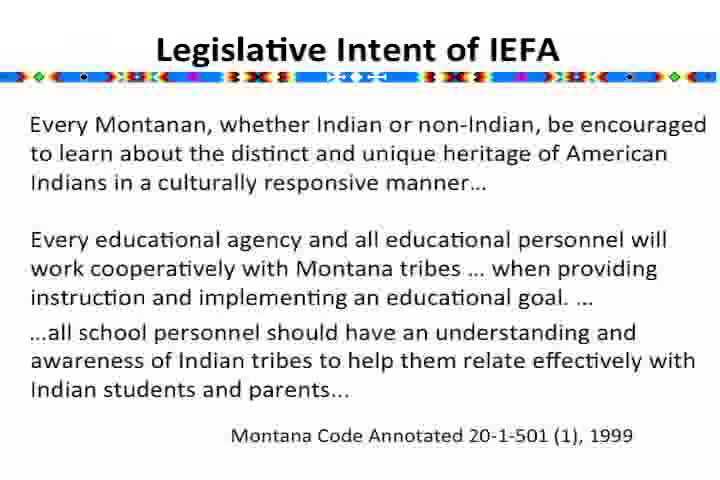 Legislative Intent of IEFA
Every Montanan, whether Indian or non-Indian, be encouraged
to learn about the distinct and unique heritage of American
Indians in a culturally responsive manner...
Every educational agency and all educational personnel will
work cooperatively with Montana tribes ... when providing
instruction and implementing an educational goal. ...
...all school personnel should have an understanding and
awareness of Indian tribes to help them relate effectively with
Indian students and parents...
Montana Code Annotated 20-1-501 (1), 1999